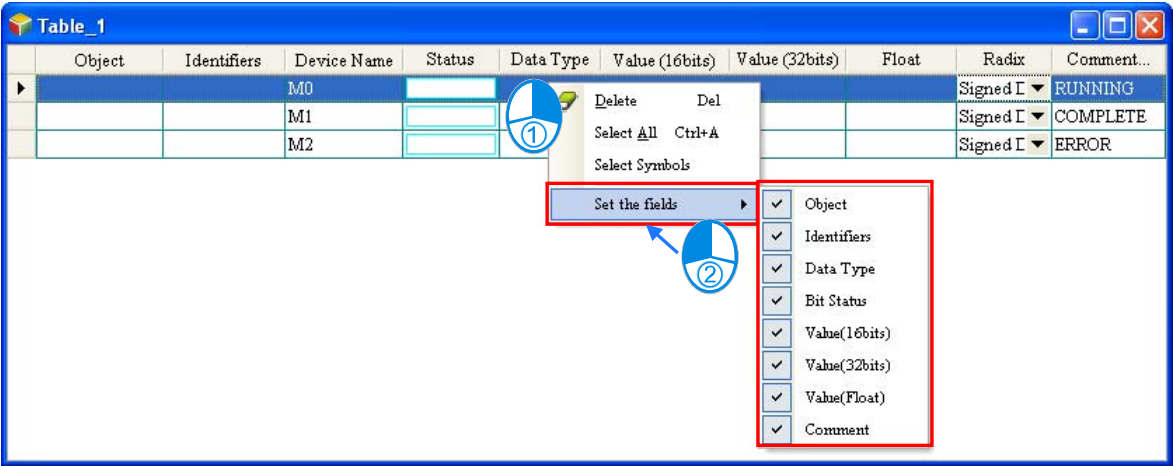 Table_1
Object Identifiers Device Name Status Data Type Value (16bits) Value (32bits) Float Radix Comment...
M0 Signed D RUNNING
M1 Signed D COMPLETE
M2 Signed D ERROR
Delete Del
Select All Ctrl+A
Select Symbols
Set the fields
1
2
Object
Identifiers
Data Type
Bit Status
Value(16bits)
Value(32bits)
Value(Float)
Comment